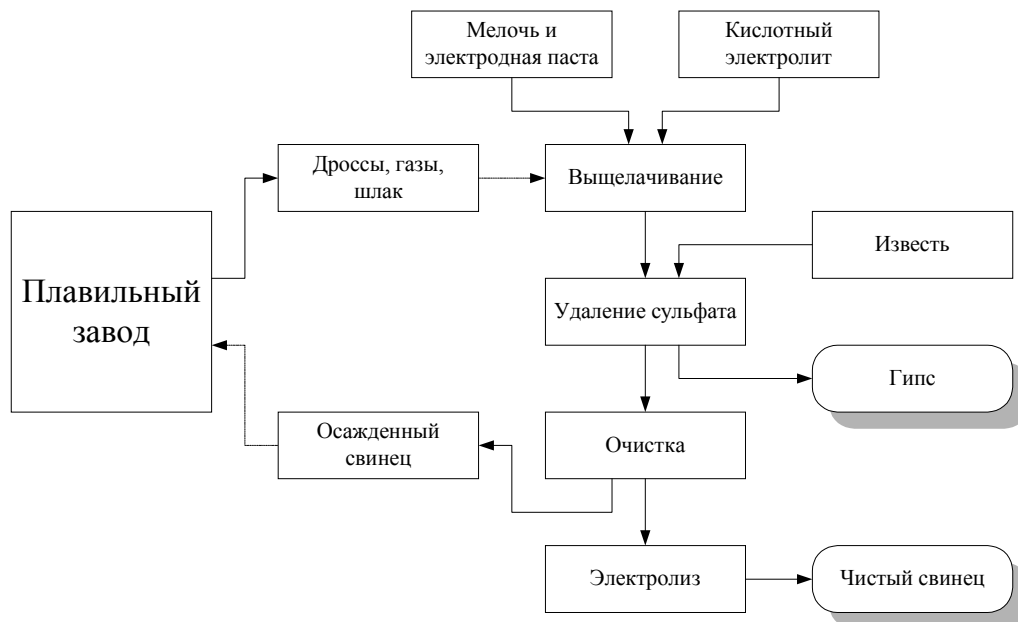 Мелочь и
электродная паста
Кислотный
электролит
Дроссы, газы,
шлак
Выщелачивание
Известь
Плавильный
завод
Удаление сульфата
Гипс
Осажденный
свинец
Очистка
Электролиз
Чистый свинец